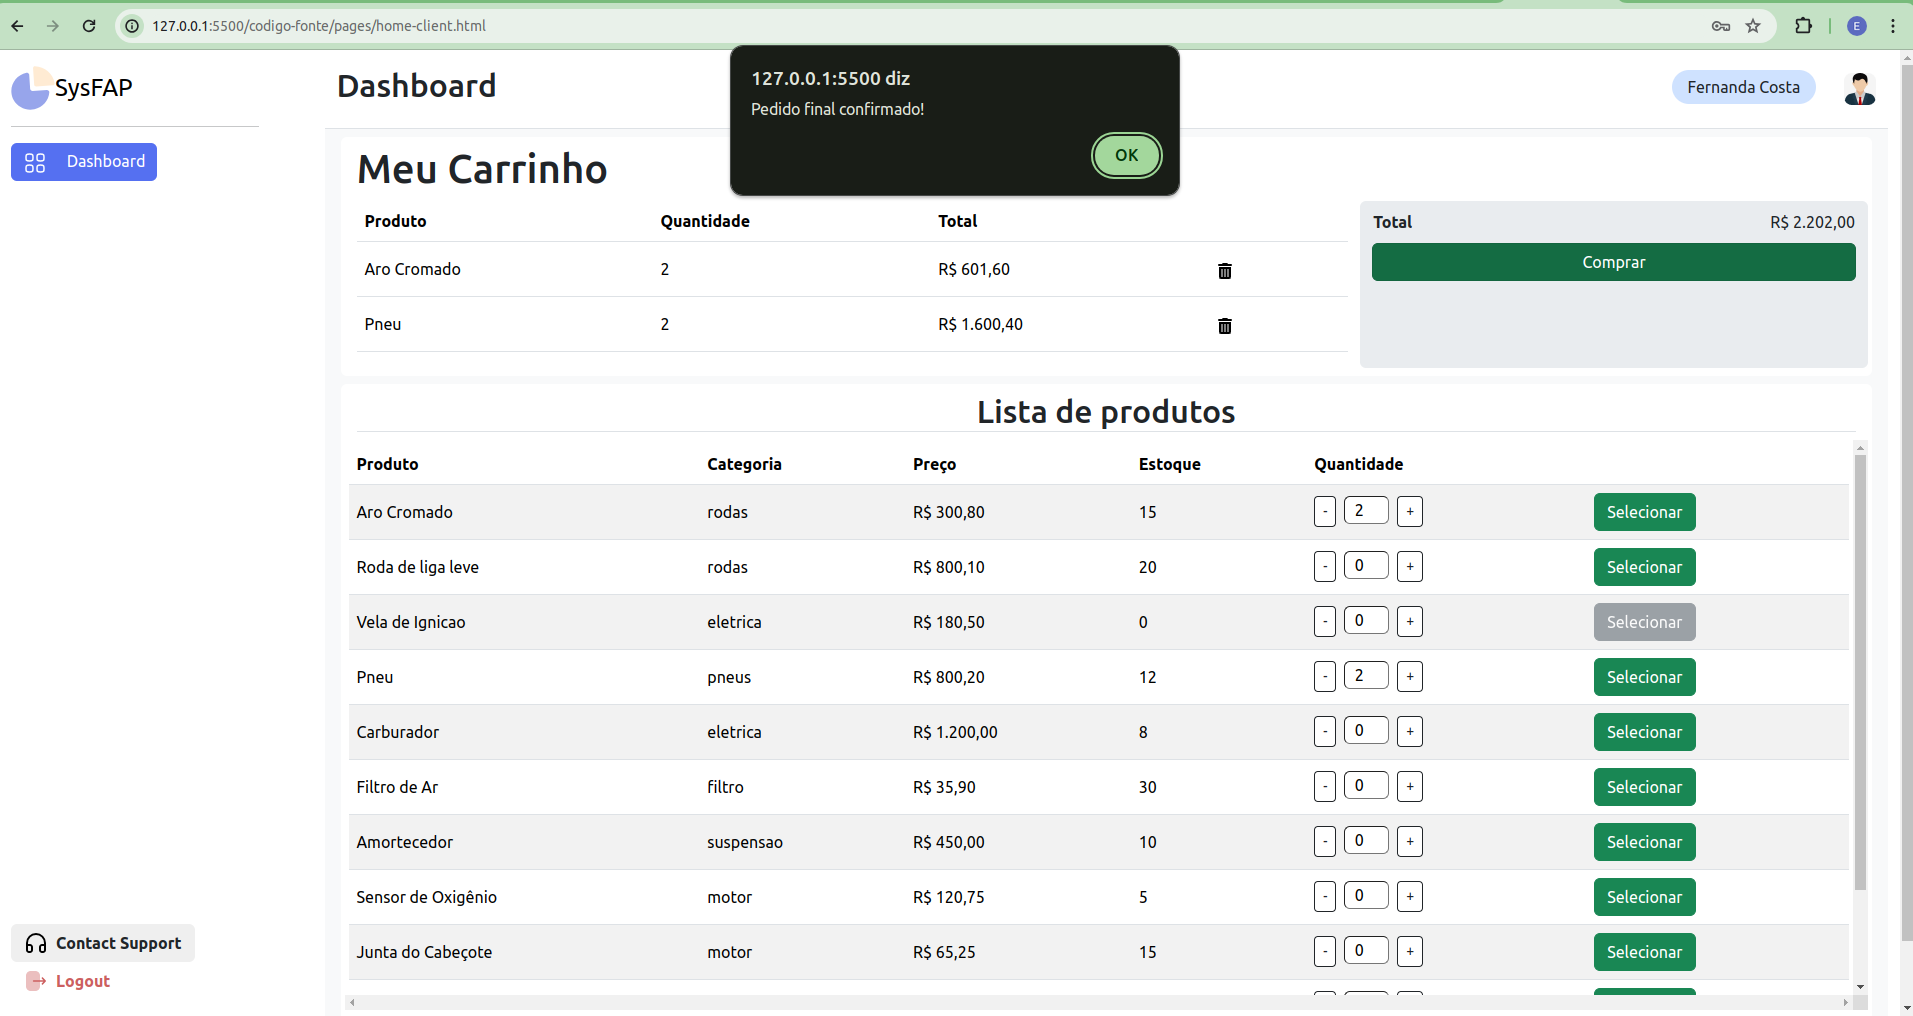 127.0.0.1:5500/codigo-fonte/pages/home-client.html
E
SysFAP
Dashboard
Contact Support
Logout
Dashboard
Fernanda Costa
127.0.0.1:5500 diz
Pedido final confirmado!
OK
Meu Carrinho
Produto Quantidade Total
Aro Cromado 2 R$ 601,60
Pneu 2 R$ 1.600,40
Total R$ 2.202,00
Comprar
Lista de produtos
Produto Categoria Preço Estoque Quantidade
Aro Cromado rodas R$ 300,80 15 - 2 + Selecionar
Roda de liga leve rodas R$ 800,10 20 - 0 + Selecionar
Vela de Ignicao eletrica R$ 180,50 0 - 0 + Selecionar
Pneu pneus R$ 800,20 12 - 2 + Selecionar
Carburador eletrica R$ 1.200,00 8 - 0 + Selecionar
Filtro de Ar filtro R$ 35,90 30 - 0 + Selecionar
Amortecedor suspensao R$ 450,00 10 - 0 + Selecionar
Sensor de Oxigênio motor R$ 120,75 5 - 0 + Selecionar
Junta do Cabeçote motor R$ 65,25 15 - 0 + Selecionar